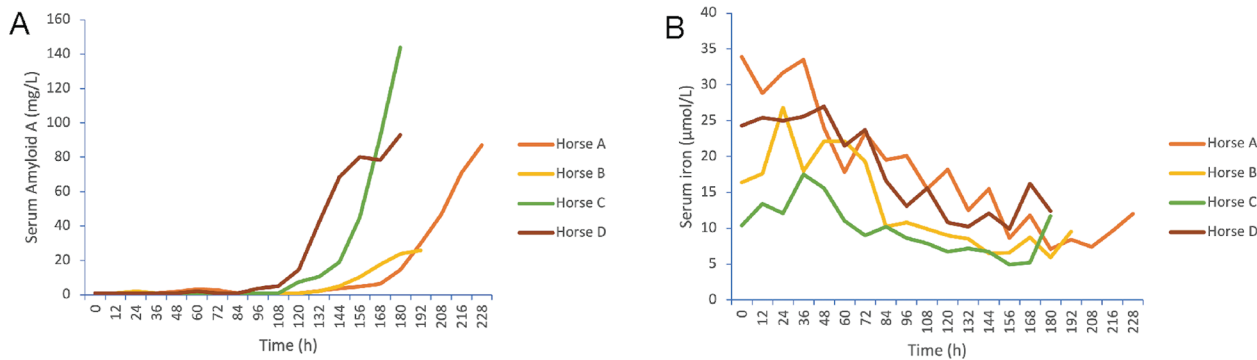 A
Serum Amyloid A (mg/L)
160
140
120
100
80
60
40
20
0
0 12 24 36 48 60 72 84 96 108 120 132 144 156 168 180 192 208 216 228
Time (h)
Horse A
Horse B
Horse C
Horse D
B
Serum iron (µmol/L)
40
35
30
25
20
15
10
5
0
0 12 24 36 48 60 72 84 96 108 120 132 144 156 168 180 192 208 216 228
Time (h)
Horse A
Horse B
Horse C
Horse D